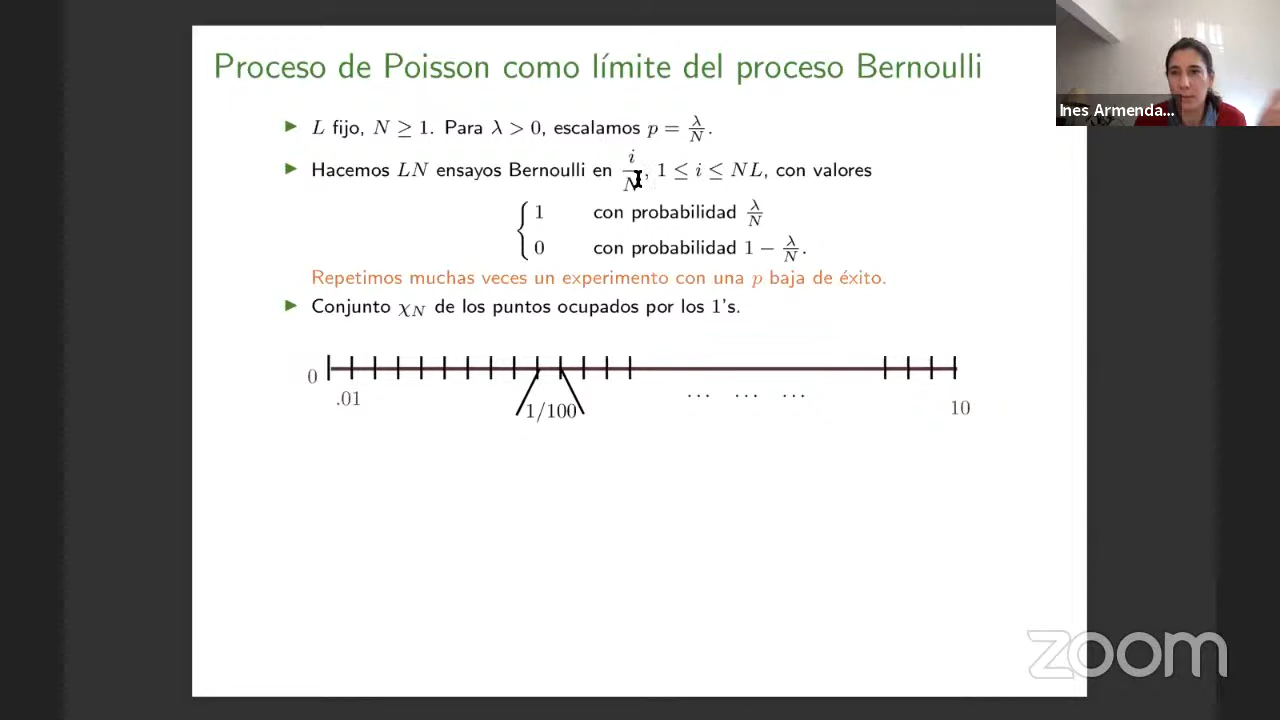 Proceso de Poisson como límite del proceso Bernoulli
Ines Armenda...
▶ L fijo, N ≥ 1. Para λ > 0, escalamos p = λ/N.
▶ Hacemos LN ensayos Bernoulli en i/N, 1 ≤ i ≤ NL, con valores
{ 1 con probabilidad λ/N
0 con probabilidad 1 − λ/N.
Repetimos muchas veces un experimento con una p baja de éxito.
▶ Conjunto χ_N de los puntos ocupados por los 1's.
0
.01
1/100
... ... ...
10
zoom